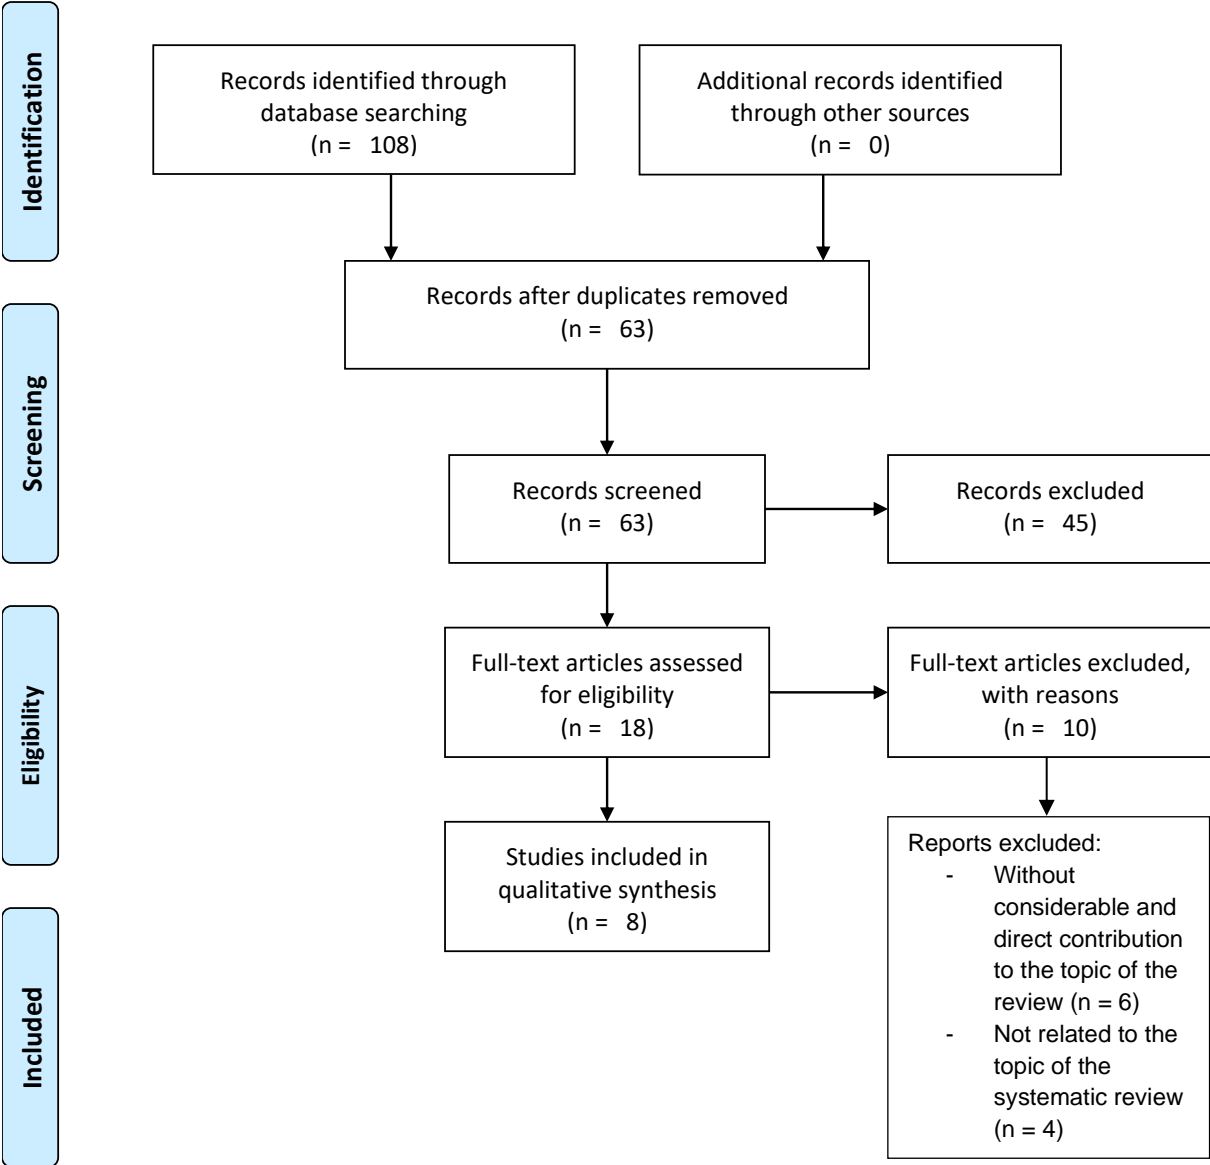 Identification
Records identified through
database searching
(n = 108)
Additional records identified
through other sources
(n = 0)
Records after duplicates removed
(n = 63)
Screening
Records screened
(n = 63)
Records excluded
(n = 45)
Eligibility
Full-text articles assessed
for eligibility
(n = 18)
Full-text articles excluded,
with reasons
(n = 10)
Studies included in
qualitative synthesis
(n = 8)
Reports excluded:
- Without
considerable and
direct contribution
to the topic of the
review (n = 6)
- Not related to the
topic of the
systematic review
(n = 4)
Included